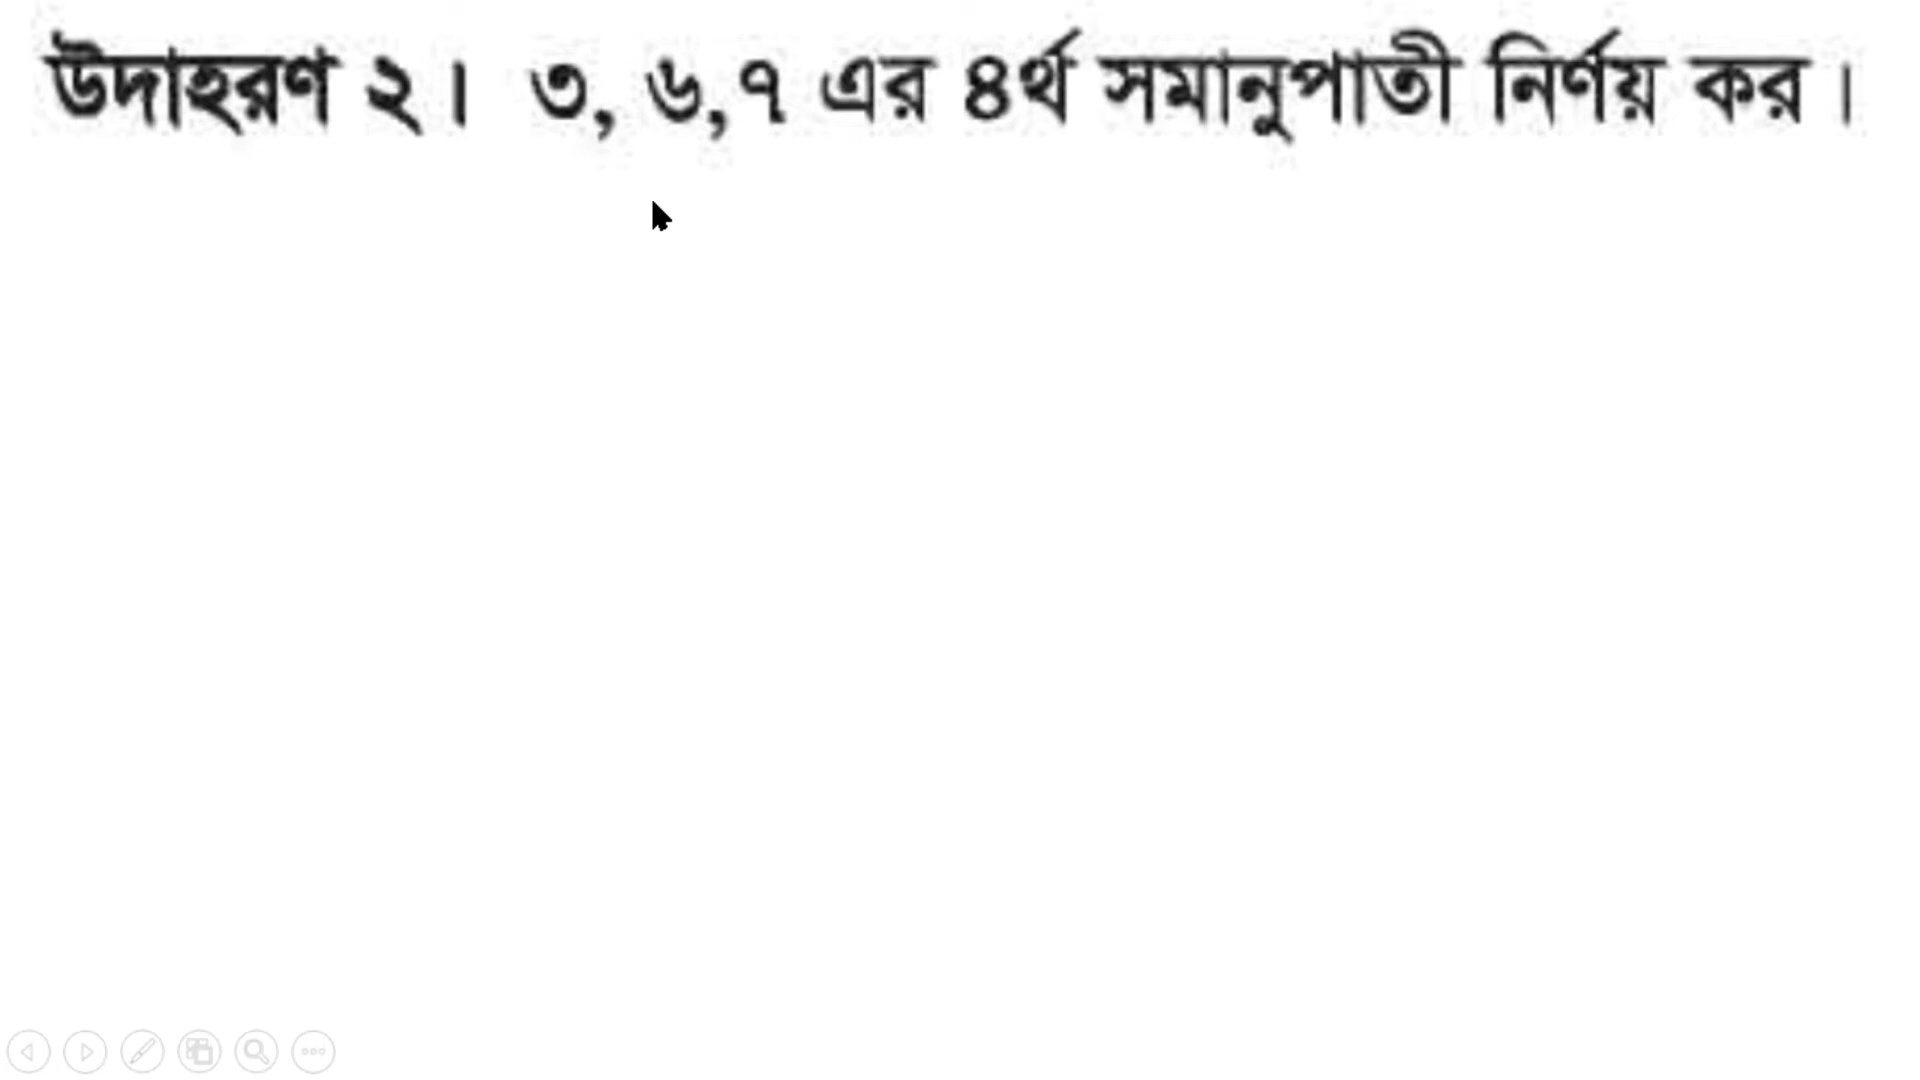 উদাহরণ ২। ৩, ৬,৭ এর ৪র্থ সমানুপাতী নির্ণয় কর।